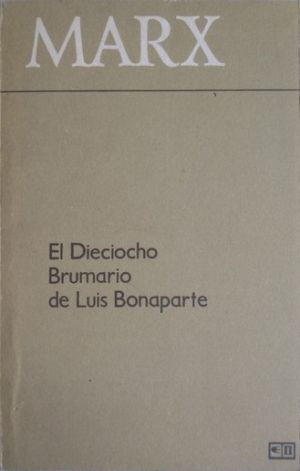 MARX
El Dieciocho
Brumario
de Luis Bonaparte